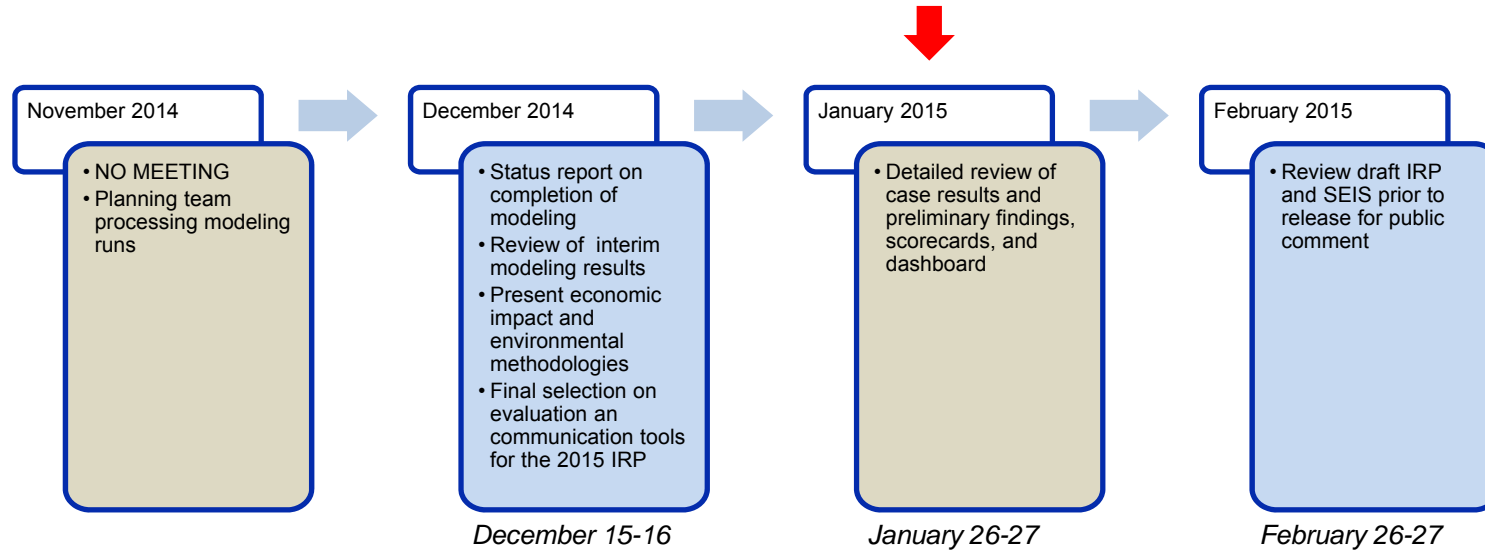 November 2014
• NO MEETING
• Planning team
processing modeling
runs
December 2014
• Status report on
completion of
modeling
• Review of interim
modeling results
• Present economic
impact and
environmental
methodologies
• Final selection on
evaluation an
communication tools
for the 2015 IRP
December 15-16
January 2015
• Detailed review of
case results and
preliminary findings,
scorecards, and
dashboard
January 26-27
February 2015
• Review draft IRP
and SEIS prior to
release for public
comment
February 26-27